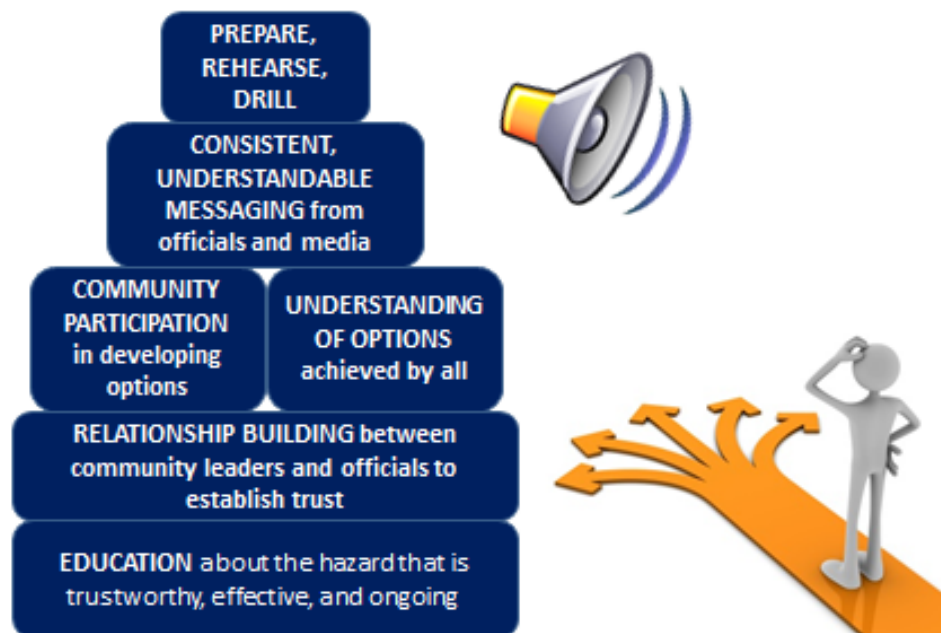 PREPARE,
REHEARSE,
DRILL
CONSISTENT,
UNDERSTANDABLE
MESSAGING from
officials and media
COMMUNITY
PARTICIPATION
in developing
options
UNDERSTANDING
OF OPTIONS
achieved by all
RELATIONSHIP BUILDING between
community leaders and officials to
establish trust
EDUCATION about the hazard that is
trustworthy, effective, and ongoing